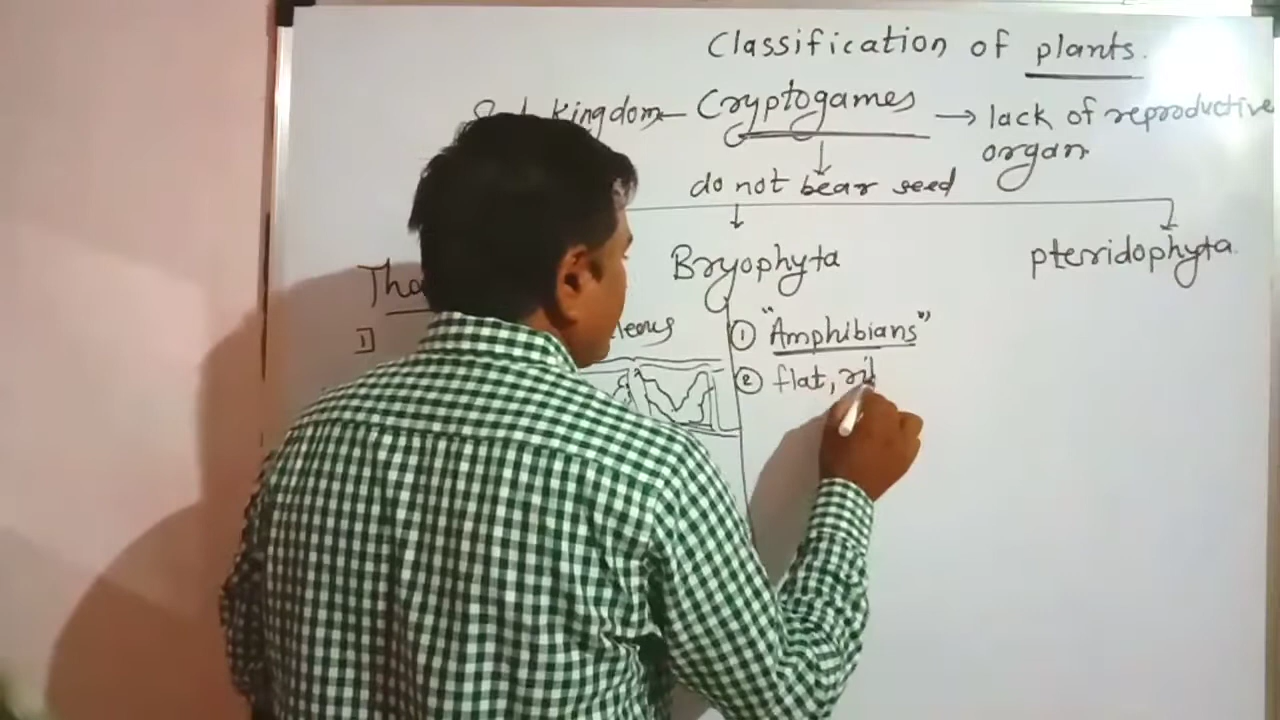 Classification of plants.
kingdom - Cryptogames → lack of reproductive
organ
do not bear seed
Bryophyta
pteridophyta.
① "Amphibians"
② flat,